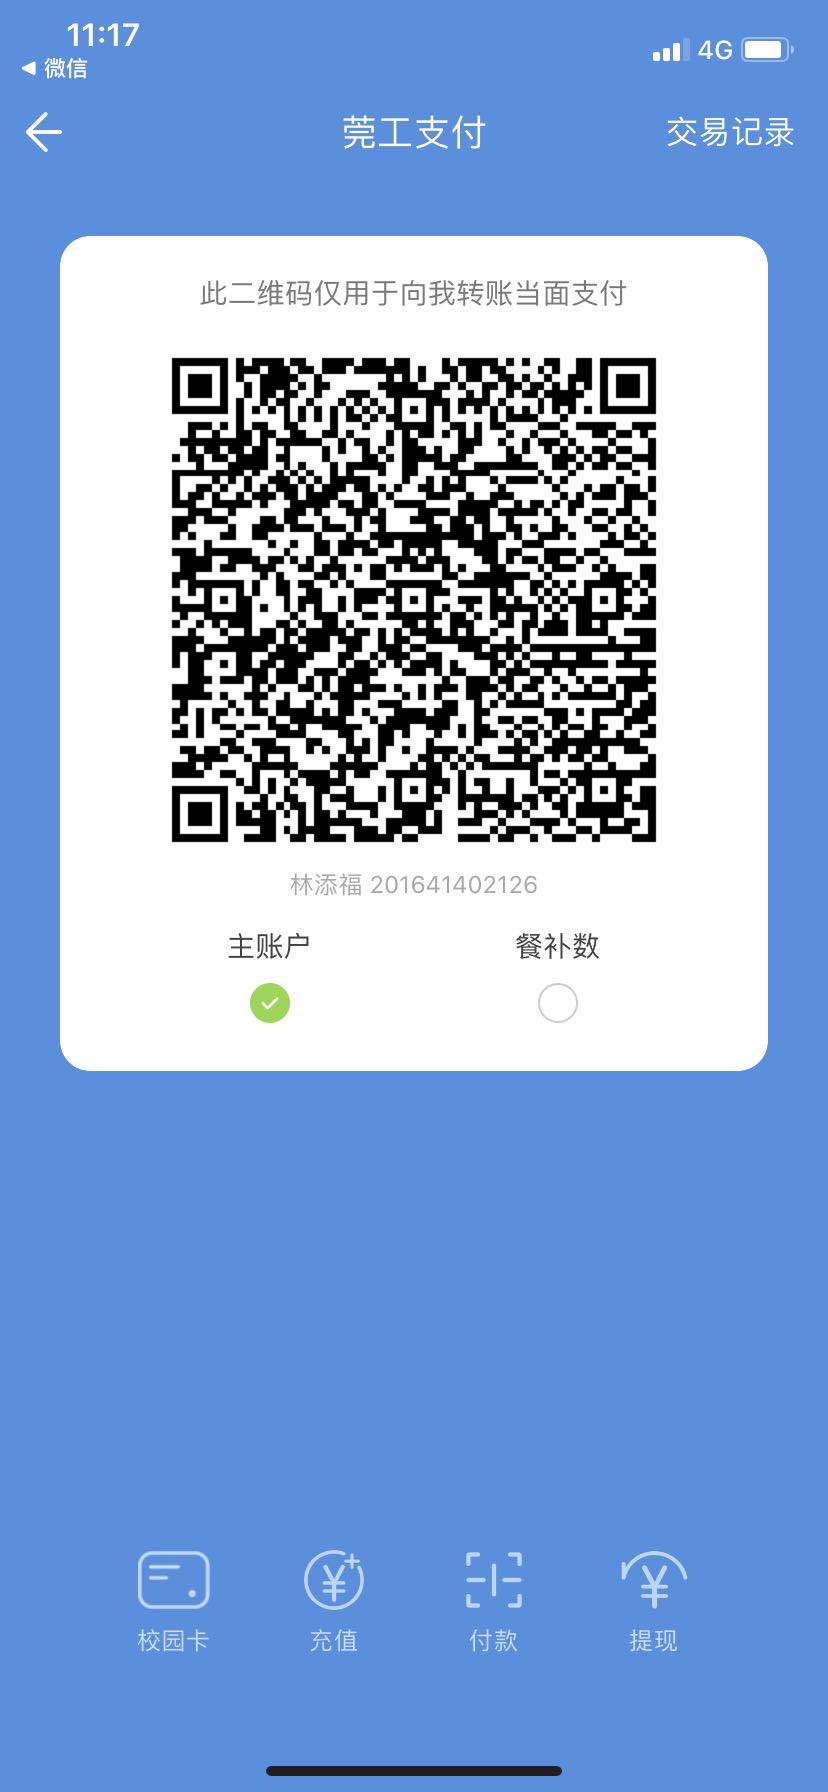 11:17
微信
4G
莞工支付
交易记录
此二维码仅用于向我转账当面支付
林添福 201641402126
主账户
餐补数
校园卡
充值
付款
提现